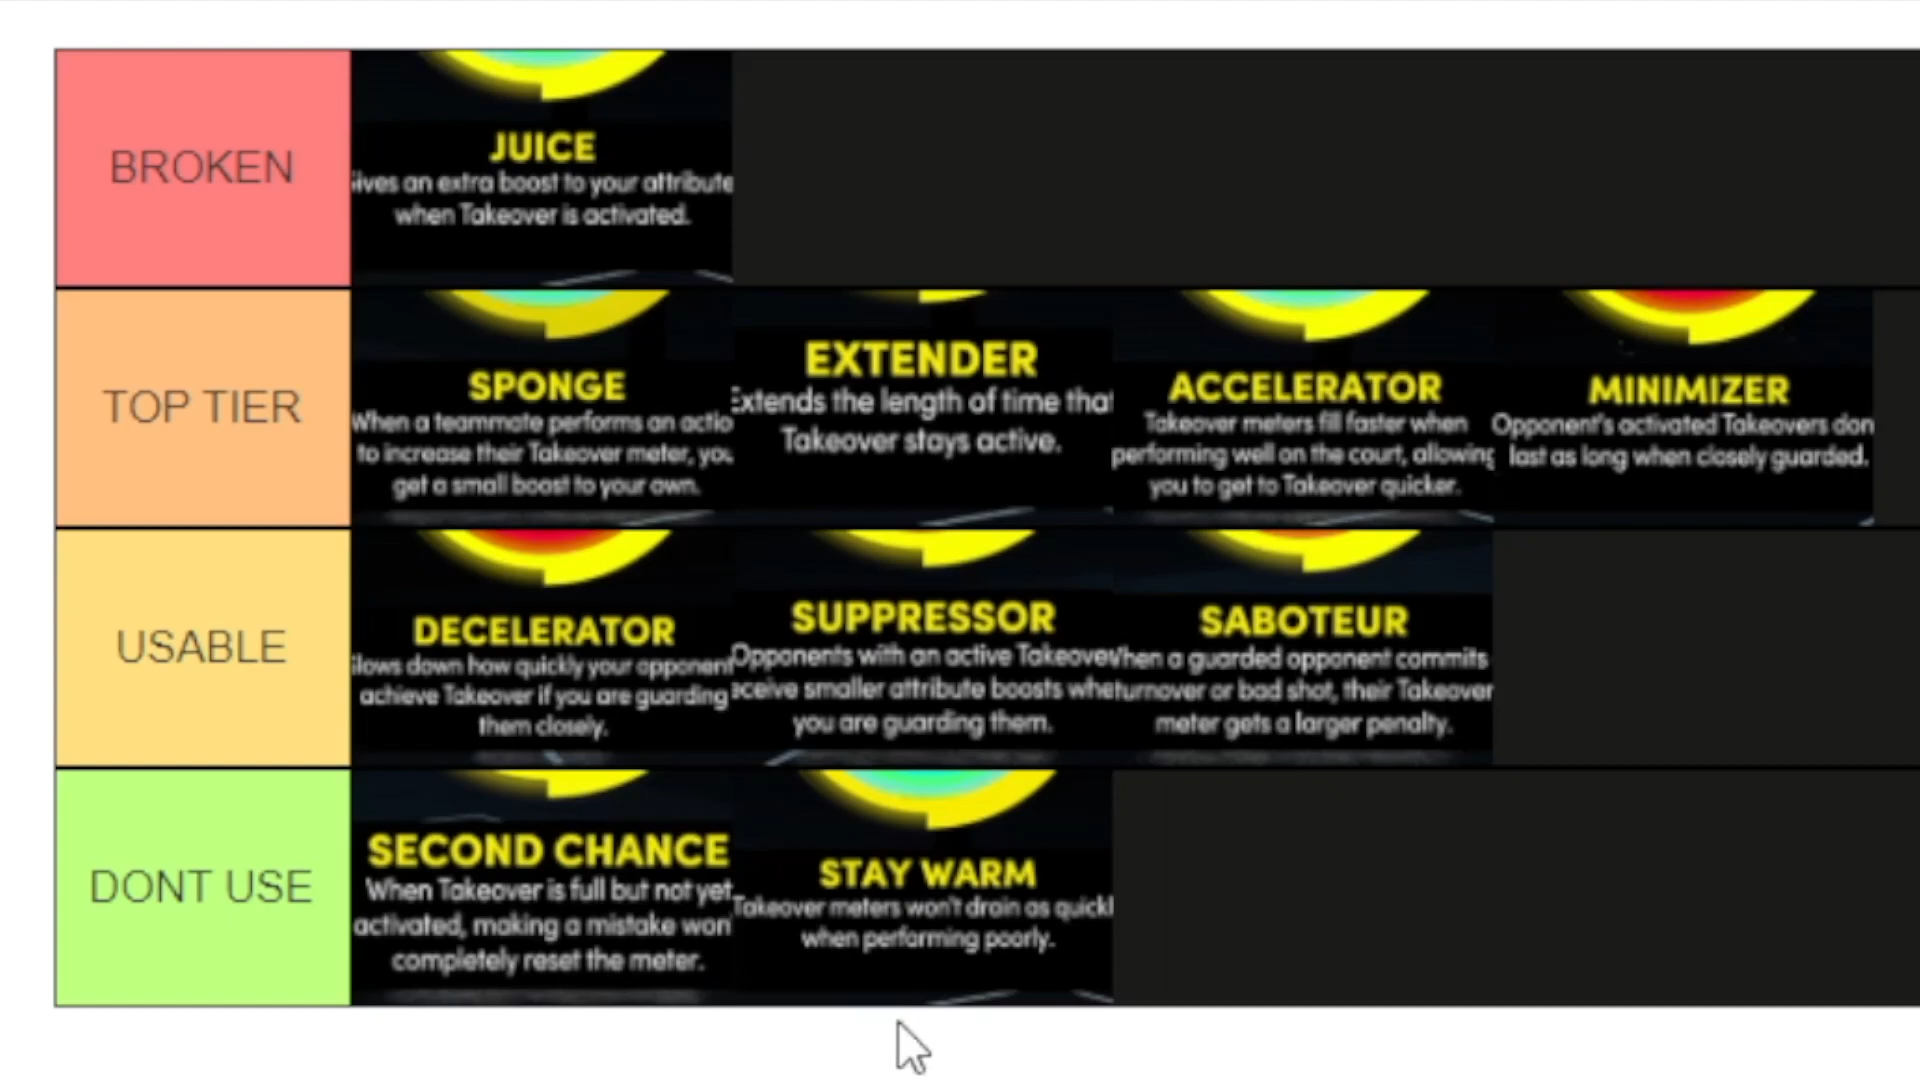 BROKEN
JUICE
ives an extra boost to your attribute
when Takeover is activated.
TOP TIER
SPONGE
When a teammate performs an actio
to increase their Takeover meter, you
get a small boost to your own.
EXTENDER
Extends the length of time that
Takeover stays active.
ACCELERATOR
Takeover meters fill faster when
performing well on the court, allowing
you to get to Takeover quicker.
MINIMIZER
Opponent's activated Takeovers don
last as long when closely guarded.
USABLE
DECELERATOR
lows down how quickly your opponent
achieve Takeover if you are guarding
them closely.
SUPPRESSOR
Opponents with an active Takeover
eceive smaller attribute boosts whe
you are guarding them.
SABOTEUR
When a guarded opponent commits
turnover or bad shot, their Takeover
meter gets a larger penalty.
DONT USE
SECOND CHANCE
When Takeover is full but not yet
activated, making a mistake won
completely reset the meter.
STAY WARM
Takeover meters won't drain as quickl
when performing poorly.